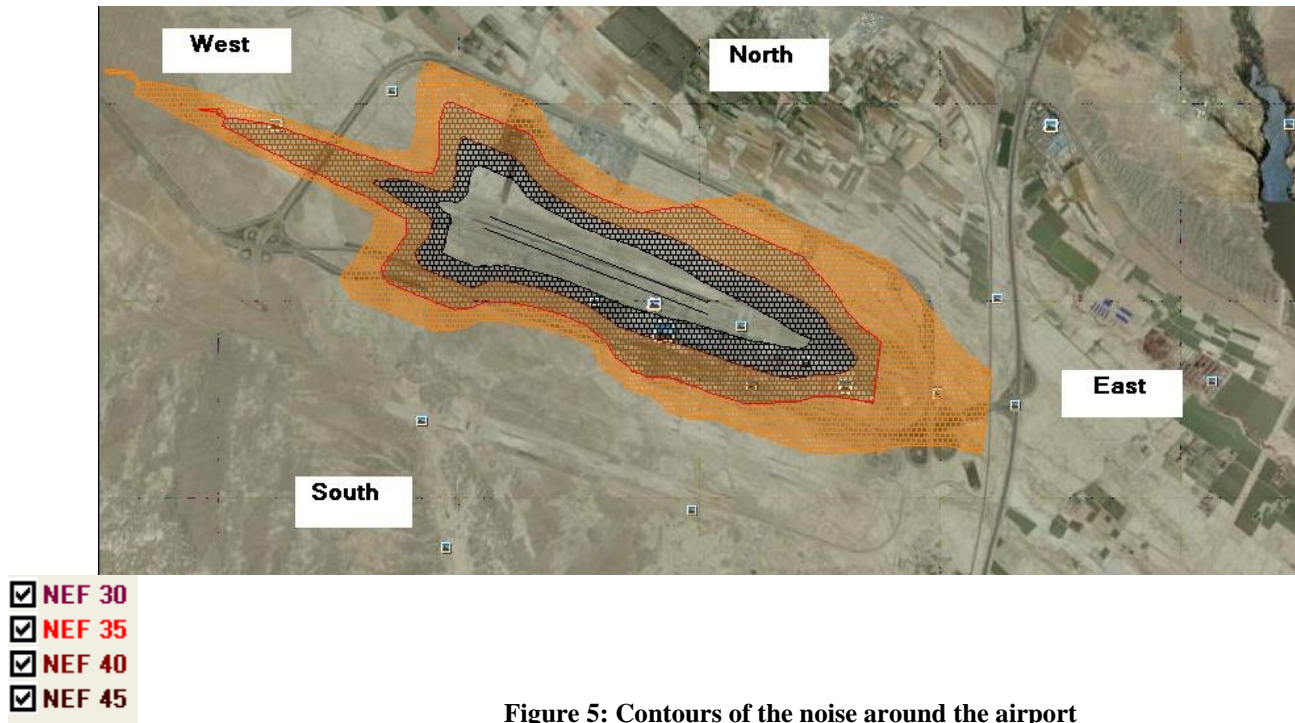 West
North
East
South
NEF 30
NEF 35
NEF 40
NEF 45
Figure 5: Contours of the noise around the airport